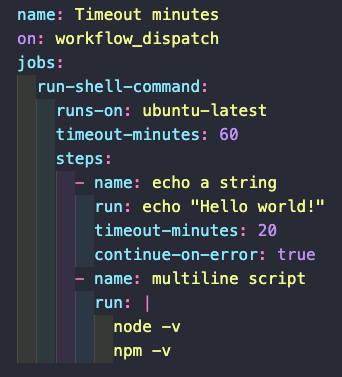 name: Timeout minutes
on: workflow_dispatch
jobs:
  run-shell-command:
    runs-on: ubuntu-latest
    timeout-minutes: 60
    steps:
      - name: echo a string
        run: echo "Hello world!"
        timeout-minutes: 20
        continue-on-error: true
      - name: multiline script
        run: |
          node -v
          npm -v